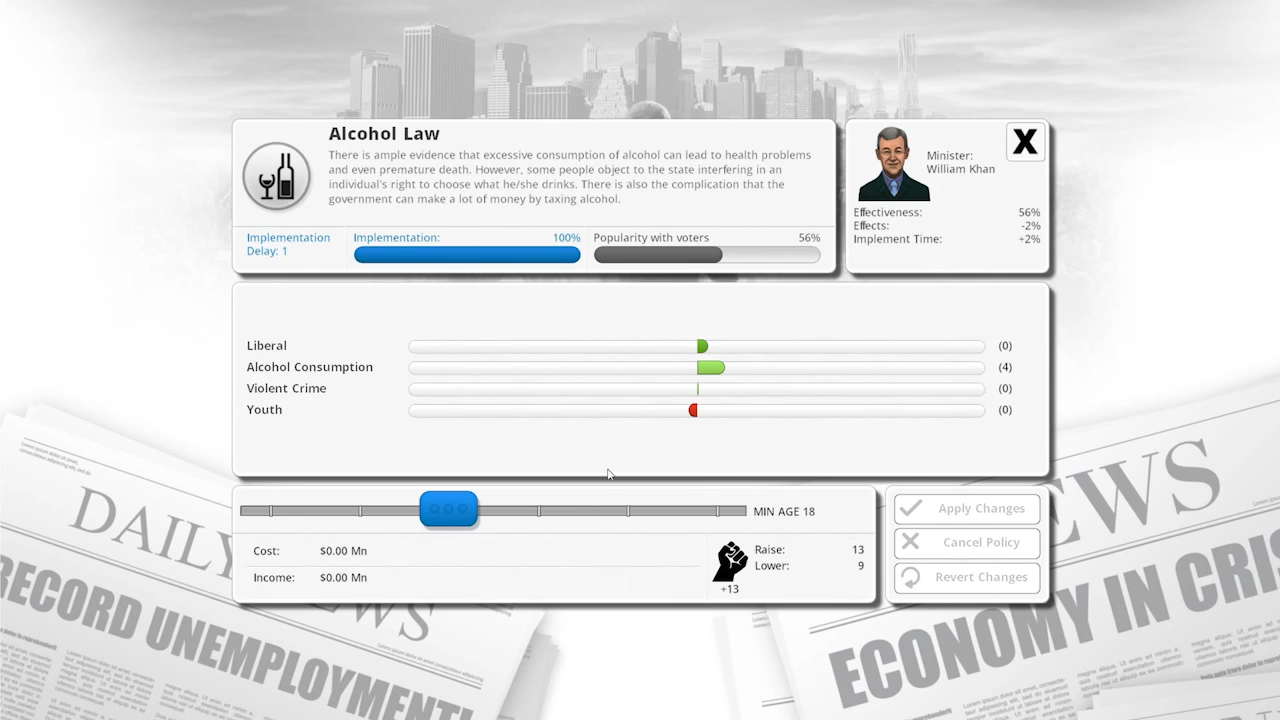 Alcohol Law
There is ample evidence that excessive consumption of alcohol can lead to health problems
and even premature death. However, some people object to the state interfering in an
individual's right to choose what he/she drinks. There is also the complication that the
government can make a lot of money by taxing alcohol.
Implementation
Delay: 1
Implementation: 100%
Popularity with voters 56%
X
Minister:
William Khan
Effectiveness: 56%
Effects: -2%
Implement Time: +2%
Liberal (0)
Alcohol Consumption (4)
Violent Crime (0)
Youth (0)
MIN AGE 18
Cost: $0.00 Mn
Income: $0.00 Mn
+13
Raise: 13
Lower: 9
Apply Changes
Cancel Policy
Revert Changes
DAILY
NEWS
RECORD UNEMPLOYMENT!
NEWS
ECONOMY IN CRIS